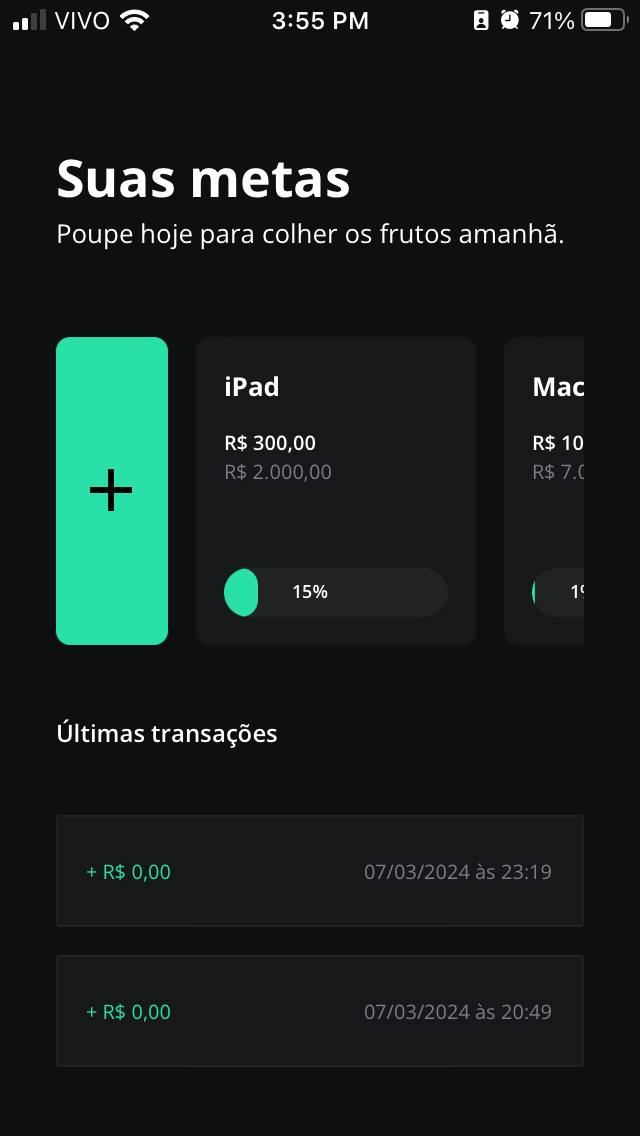 VIVO 3:55 PM 71%
Suas metas
Poupe hoje para colher os frutos amanhã.
+
iPad
R$ 300,00
R$ 2.000,00
15%
Mac
R$ 10
R$ 7.0
1%
Últimas transações
+ R$ 0,00 07/03/2024 às 23:19
+ R$ 0,00 07/03/2024 às 20:49